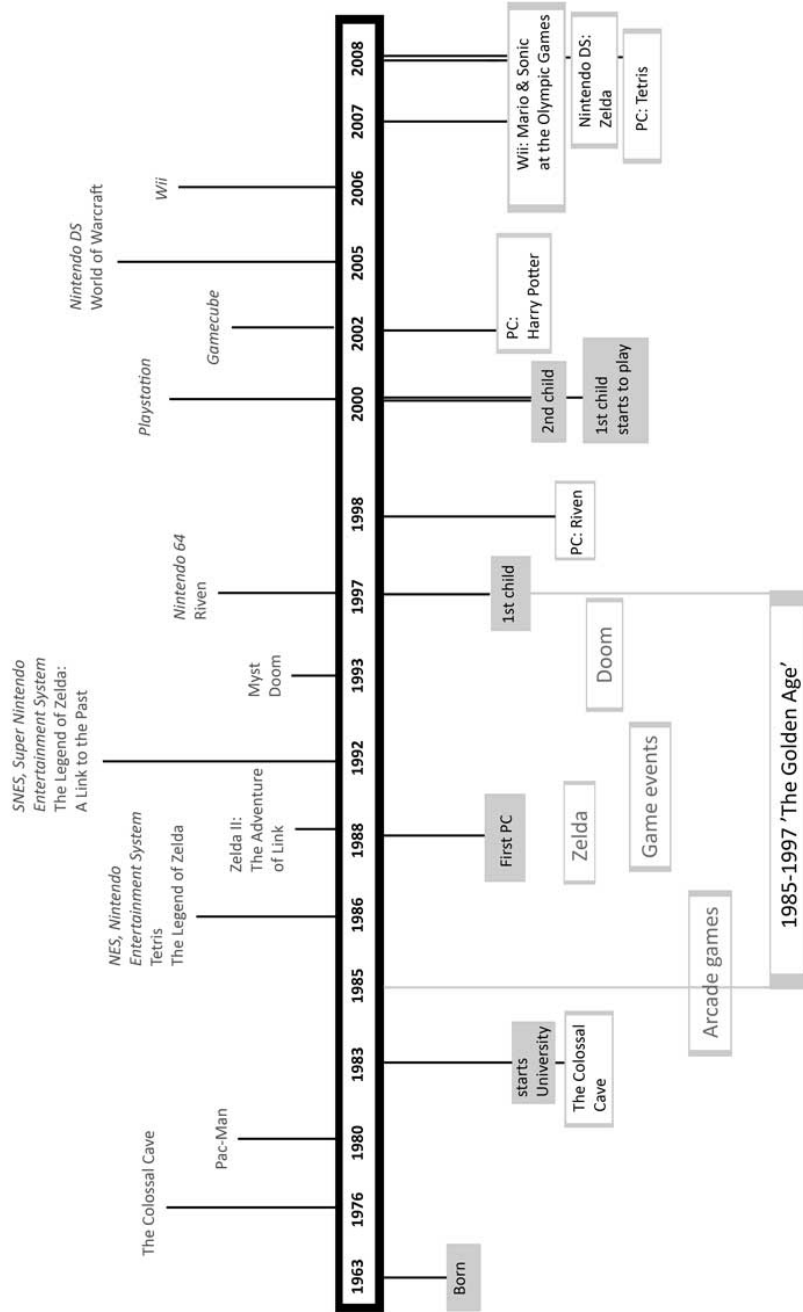 The Colossal Cave
Pac-Man
NES, Nintendo
Entertainment System
Tetris
The Legend of Zelda
Zelda II:
The Adventure
of Link
SNES, Super Nintendo
Entertainment System
The Legend of Zelda:
A Link to the Past
Myst
Doom
Nintendo 64
Riven
Playstation
Gamecube
Nintendo DS
World of Warcraft
Wii
1963 1976 1980 1983 1985 1986 1988 1992 1993 1997 1998 2000 2002 2005 2006 2007 2008
Born
starts
University
The Colossal
Cave
Arcade games
First PC
Zelda
Game events
Doom
1st child
PC: Riven
2nd child
1st child
starts to play
PC:
Harry Potter
Wii: Mario & Sonic
at the Olympic Games
Nintendo DS:
Zelda
PC: Tetris
1985-1997 'The Golden Age'